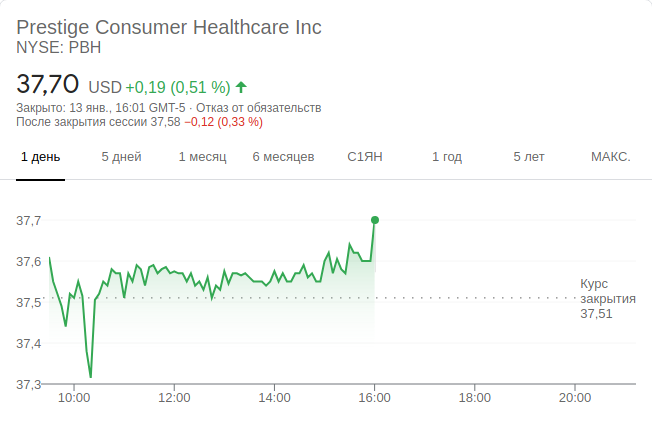 Prestige Consumer Healthcare Inc
NYSE: PBH
37,70 USD +0,19 (0,51 %)
Закрыто: 13 янв., 16:01 GMT-5 · Отказ от обязательств
После закрытия сессии 37,58 −0,12 (0,33 %)
1 день 5 дней 1 месяц 6 месяцев С1ЯН 1 год 5 лет МАКС.
37,7
37,6
37,5
37,4
37,3
Курс
закрытия
37,51
10:00 12:00 14:00 16:00 18:00 20:00